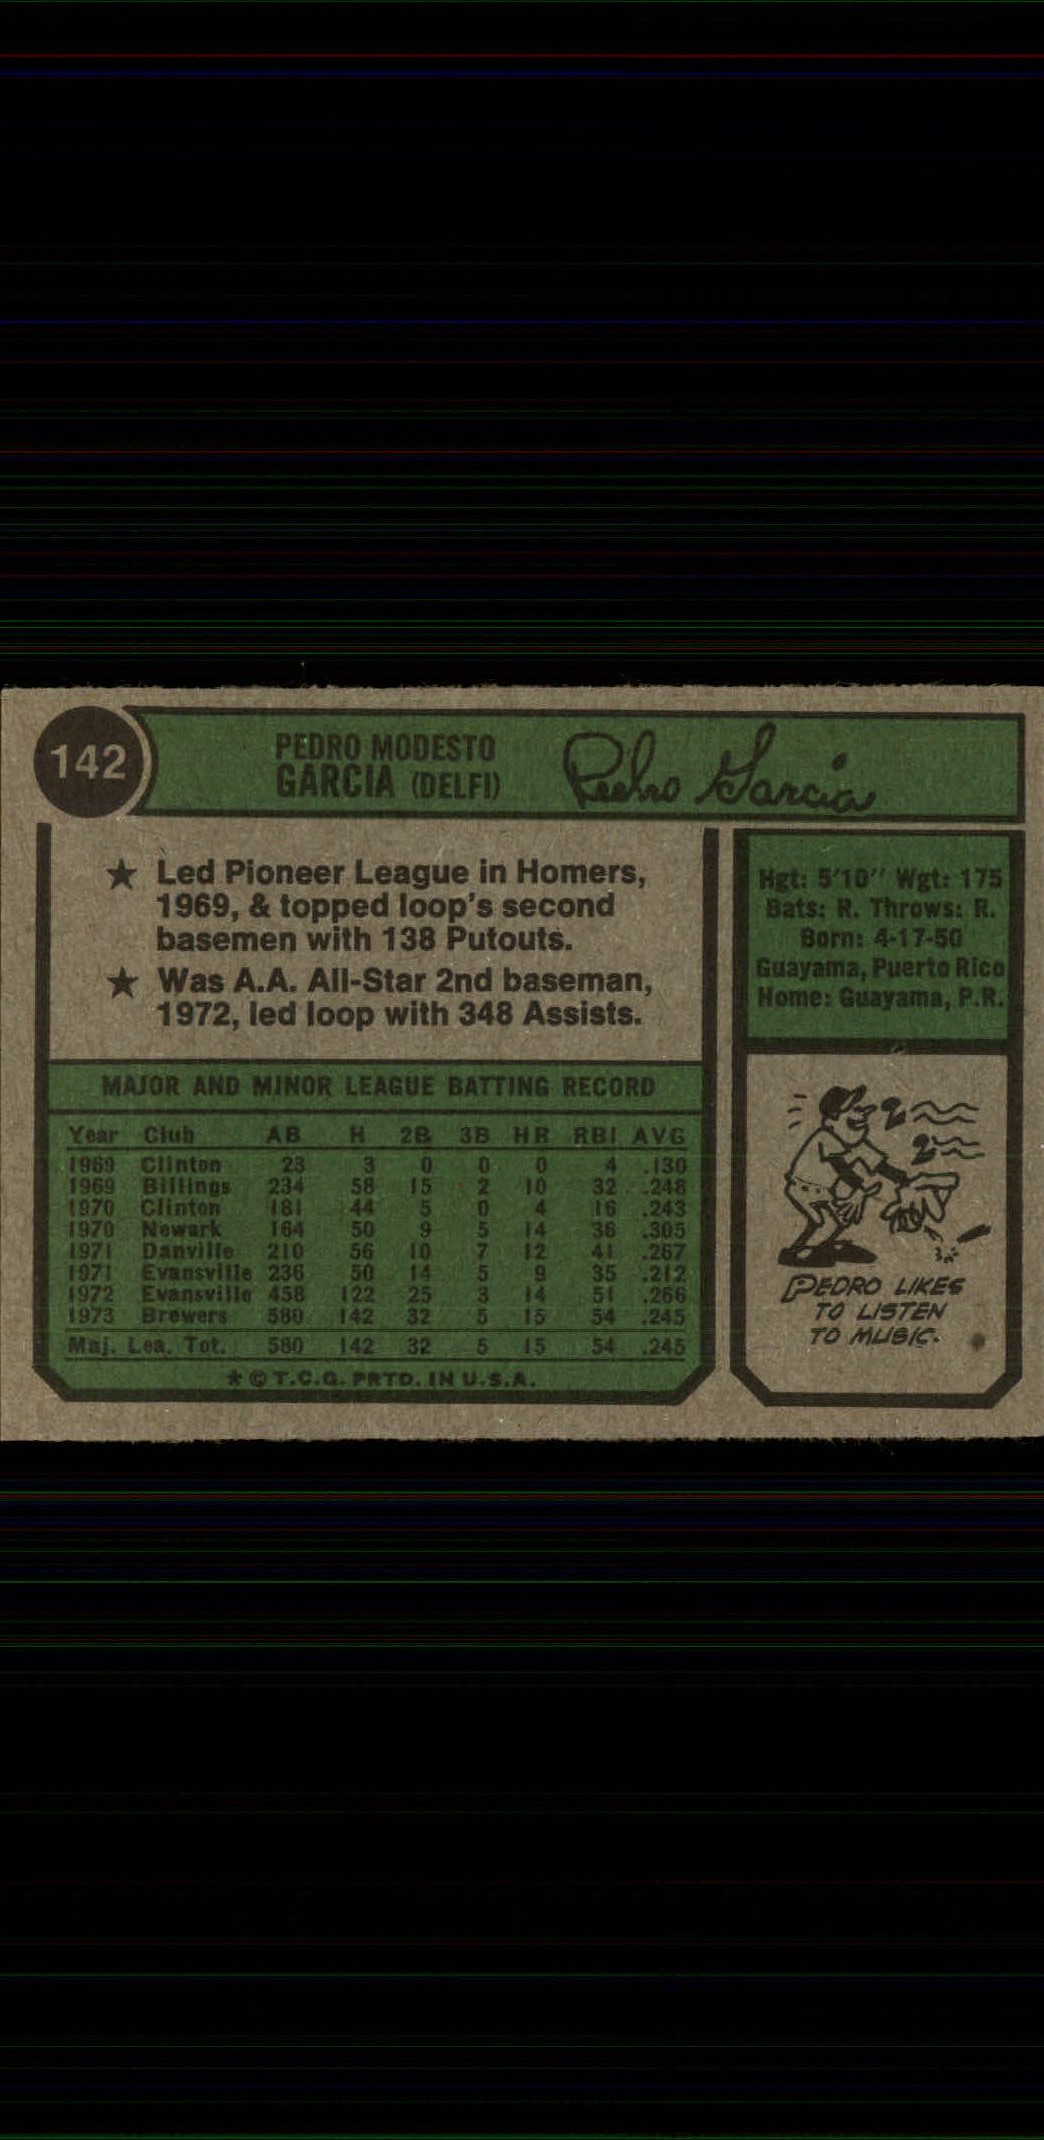 142
PEDRO MODESTO
GARCIA (DELFI)
Pedro Garcia
★ Led Pioneer League in Homers,
1969, & topped loop's second
basemen with 138 Putouts.
★ Was A.A. All-Star 2nd baseman,
1972, led loop with 348 Assists.
Hgt: 5'10" Wgt: 175
Bats: R. Throws: R.
Born: 4-17-50
Guayama, Puerto Rico
Home: Guayama, P.R.
MAJOR AND MINOR LEAGUE BATTING RECORD
Year Club AB H 2B 3B HR RBI AVG
1969 Clinton 23 3 0 0 0 4 .130
1969 Billings 234 58 15 2 10 32 .248
1970 Clinton 181 44 5 0 4 16 .243
1970 Newark 164 50 9 5 14 36 .305
1971 Danville 210 56 10 7 12 41 .267
1971 Evansville 236 50 14 5 9 35 .212
1972 Evansville 458 122 25 3 14 51 .266
1973 Brewers 580 142 32 5 15 54 .245
Maj. Lea. Tot. 580 142 32 5 15 54 .245
★ © T.C.G. PRTD. IN U.S.A.
PEDRO LIKES
TO LISTEN
TO MUSIC.